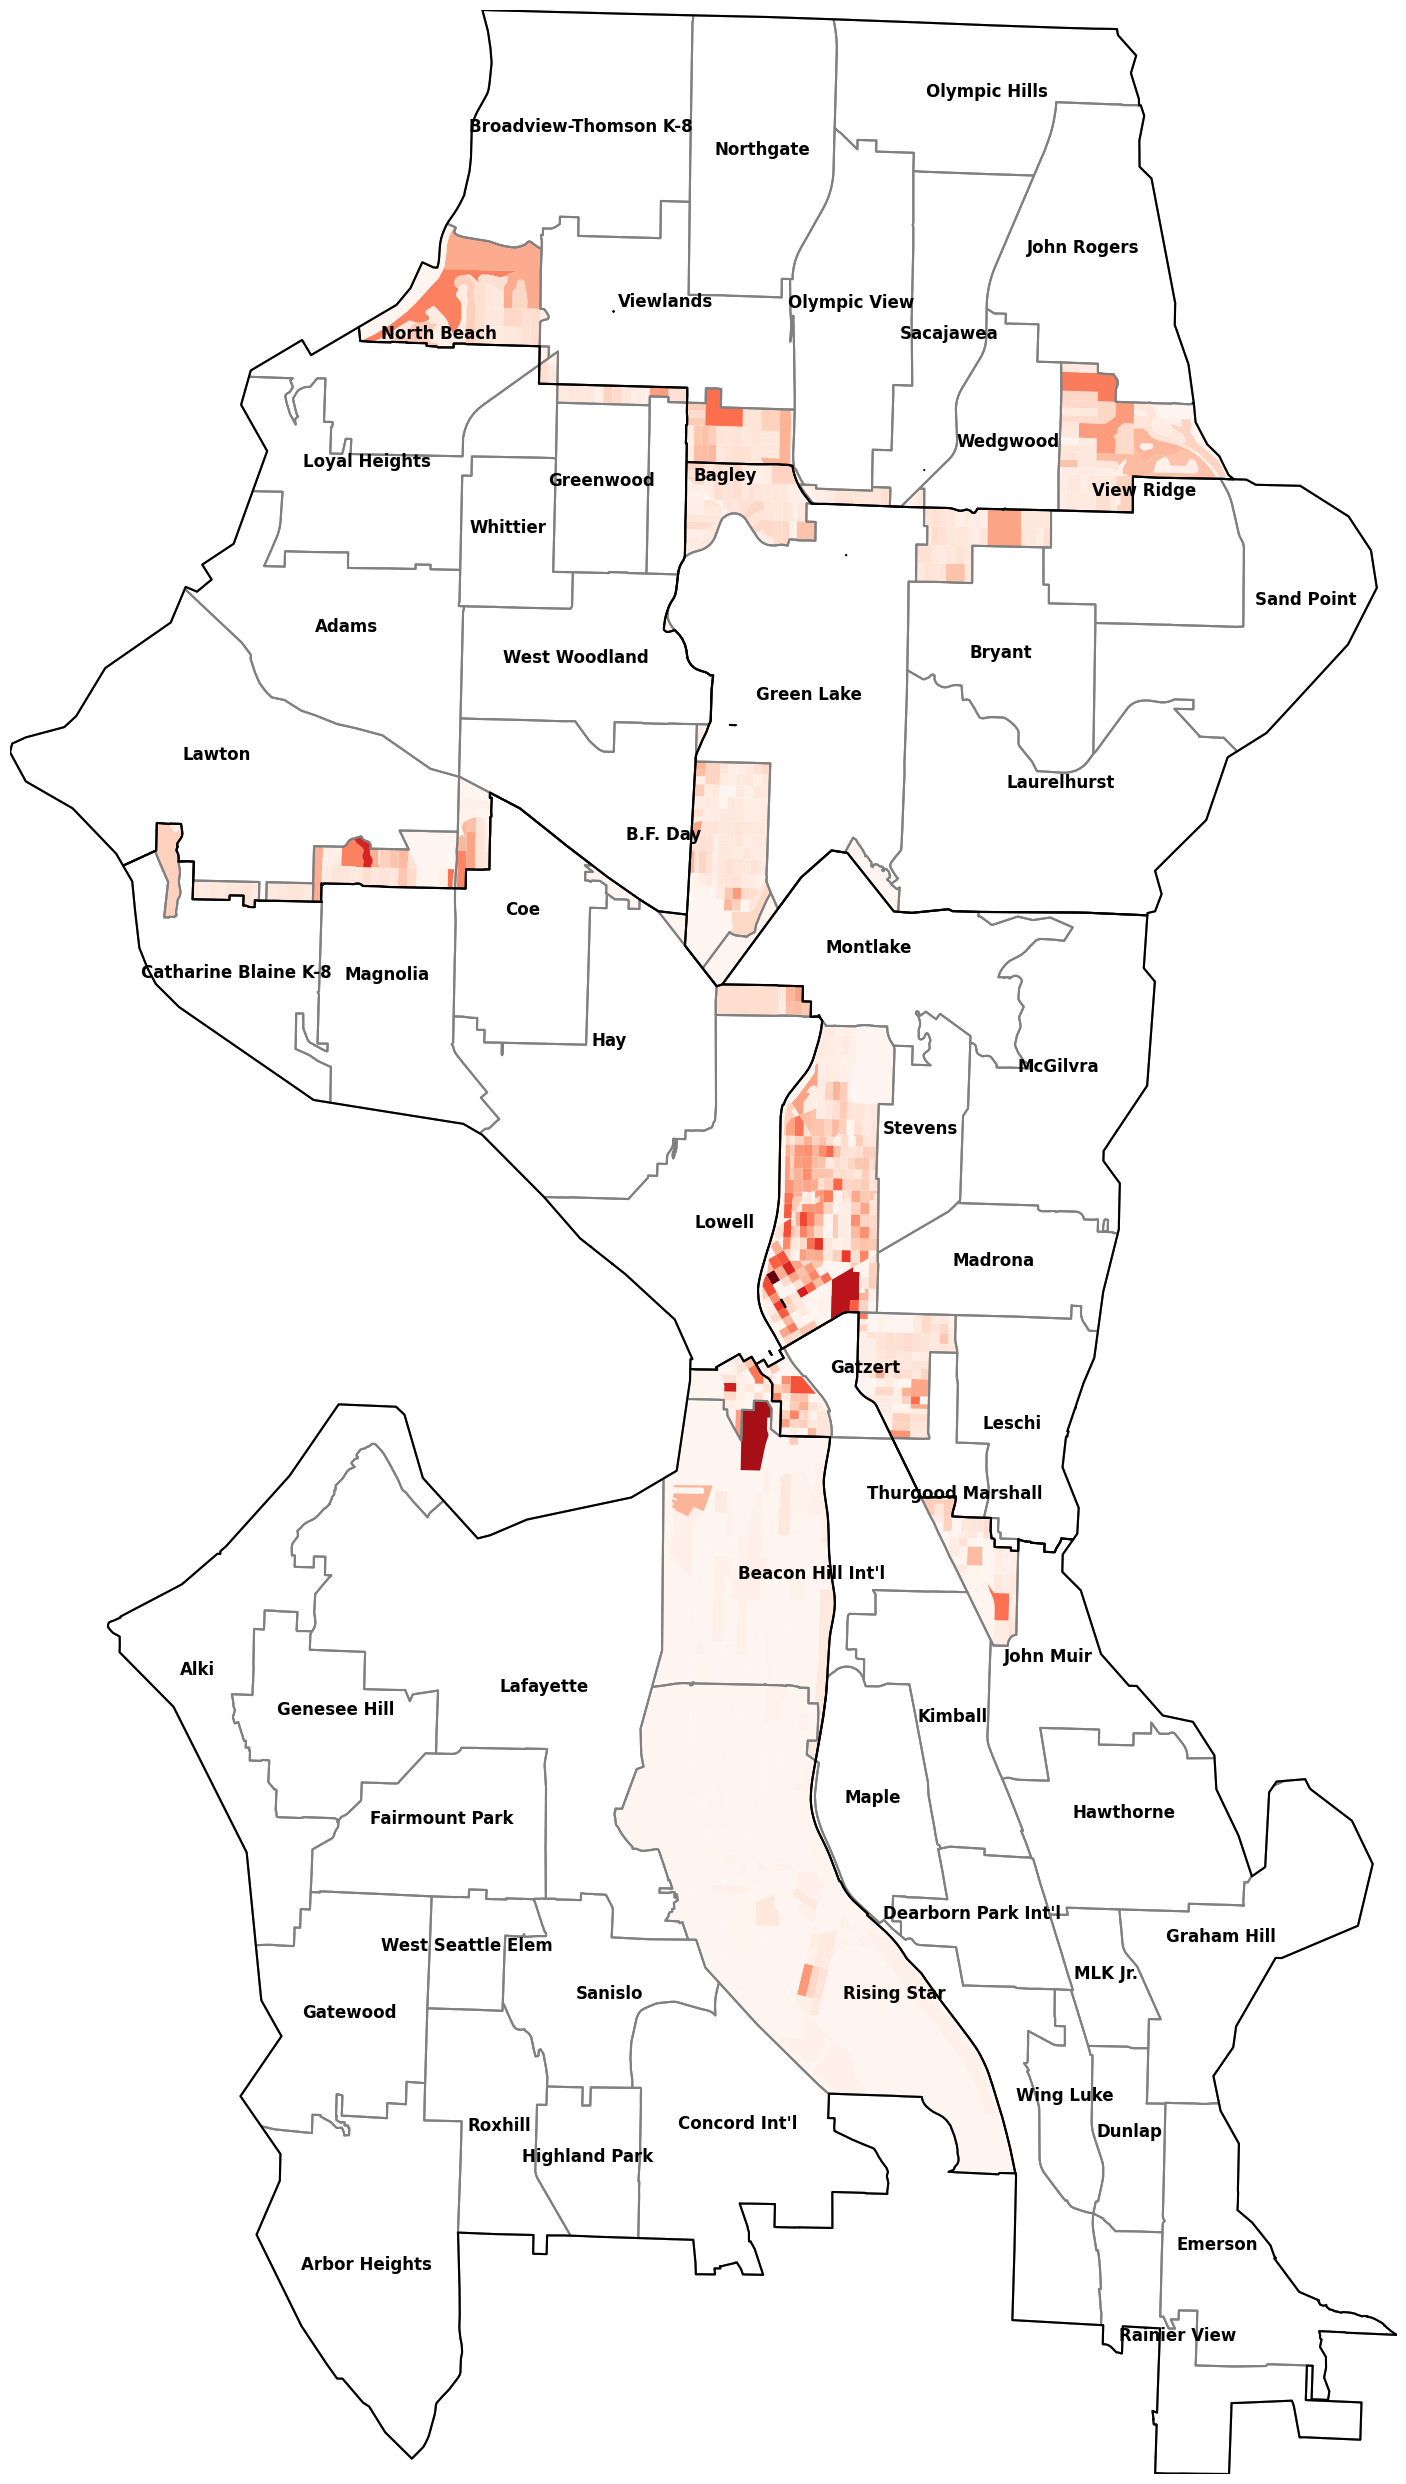 Olympic Hills
Broadview-Thomson K-8
Northgate
John Rogers
Viewlands
Olympic View
North Beach
Sacajawea
Wedgwood
Loyal Heights
Bagley
Greenwood
View Ridge
Whittier
Sand Point
Adams
Bryant
West Woodland
Green Lake
Lawton
Laurelhurst
B.F. Day
Coe
Montlake
Catharine Blaine K-8
Magnolia
Hay
McGilvra
Stevens
Lowell
Madrona
Gatzert
Leschi
Thurgood Marshall
Beacon Hill Int'l
John Muir
Alki
Lafayette
Genesee Hill
Kimball
Maple
Hawthorne
Fairmount Park
Dearborn Park Int'l
Graham Hill
West Seattle Elem
MLK Jr.
Sanislo
Rising Star
Gatewood
Wing Luke
Concord Int'l
Roxhill
Dunlap
Highland Park
Emerson
Arbor Heights
Rainier View